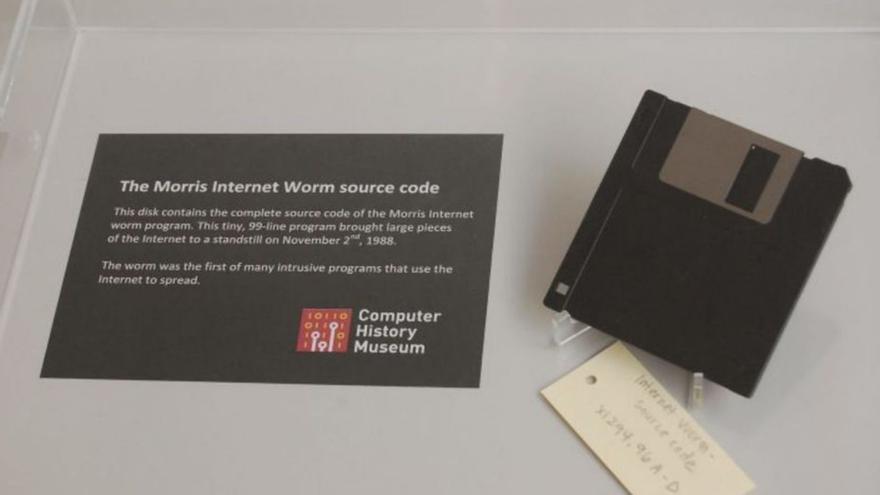 The Morris Internet Worm source code
This disk contains the complete source code of the Morris Internet
worm program. This tiny, 99-line program brought large pieces
of the Internet to a standstill on November 2nd, 1988.
The worm was the first of many intrusive programs that use the
Internet to spread.
10110
01101
Computer
History
Museum
Internet Worm-
source code
X1294.96A-D